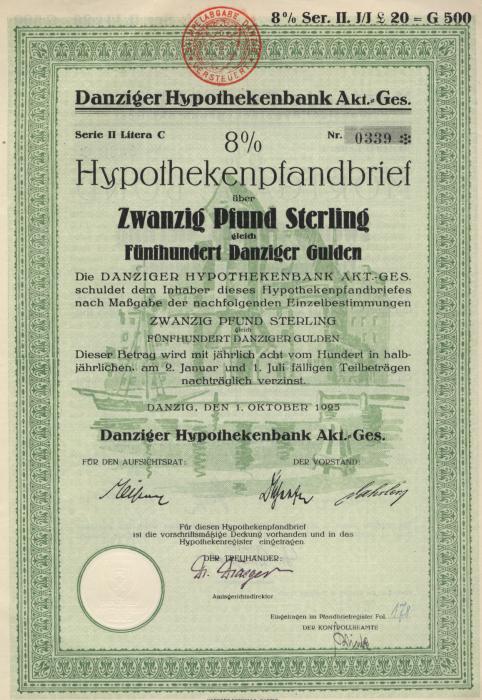 8% Ser. II. J/J £ 20 = G 500
STEMPELABGABE DANZIG
VERSTEUERT
Danziger Hypothekenbank Akt.-Ges.
Serie II Litera C
8%
Nr. 0339 ✻
Hypothekenpfandbrief
über
Zwanzig Pfund Sterling
gleich
Fünfhundert Danziger Gulden
Die DANZIGER HYPOTHEKENBANK AKT.-GES.
schuldet dem Inhaber dieses Hypothekenpfandbriefes
nach Maßgabe der nachfolgenden Einzelbestimmungen
ZWANZIG PFUND STERLING
gleich
FÜNFHUNDERT DANZIGER GULDEN
Dieser Betrag wird mit jährlich acht vom Hundert in halb-
jährlichen, am 2. Januar und 1. Juli fälligen Teilbeträgen
nachträglich verzinst.
DANZIG, DEN 1. OKTOBER 1925
Danziger Hypothekenbank Akt.-Ges.
FÜR DEN AUFSICHTSRAT:
DER VORSTAND:
Für diesen Hypothekenpfandbrief
ist die vorschriftsmäßige Deckung vorhanden und in das
Hypothekenregister eingetragen.
DER TREUHÄNDER:
Dr. Draeger
Amtsgerichtsdirektor
Eingetragen im Pfandbriefregister Fol. 178
DER KONTROLLBEAMTE